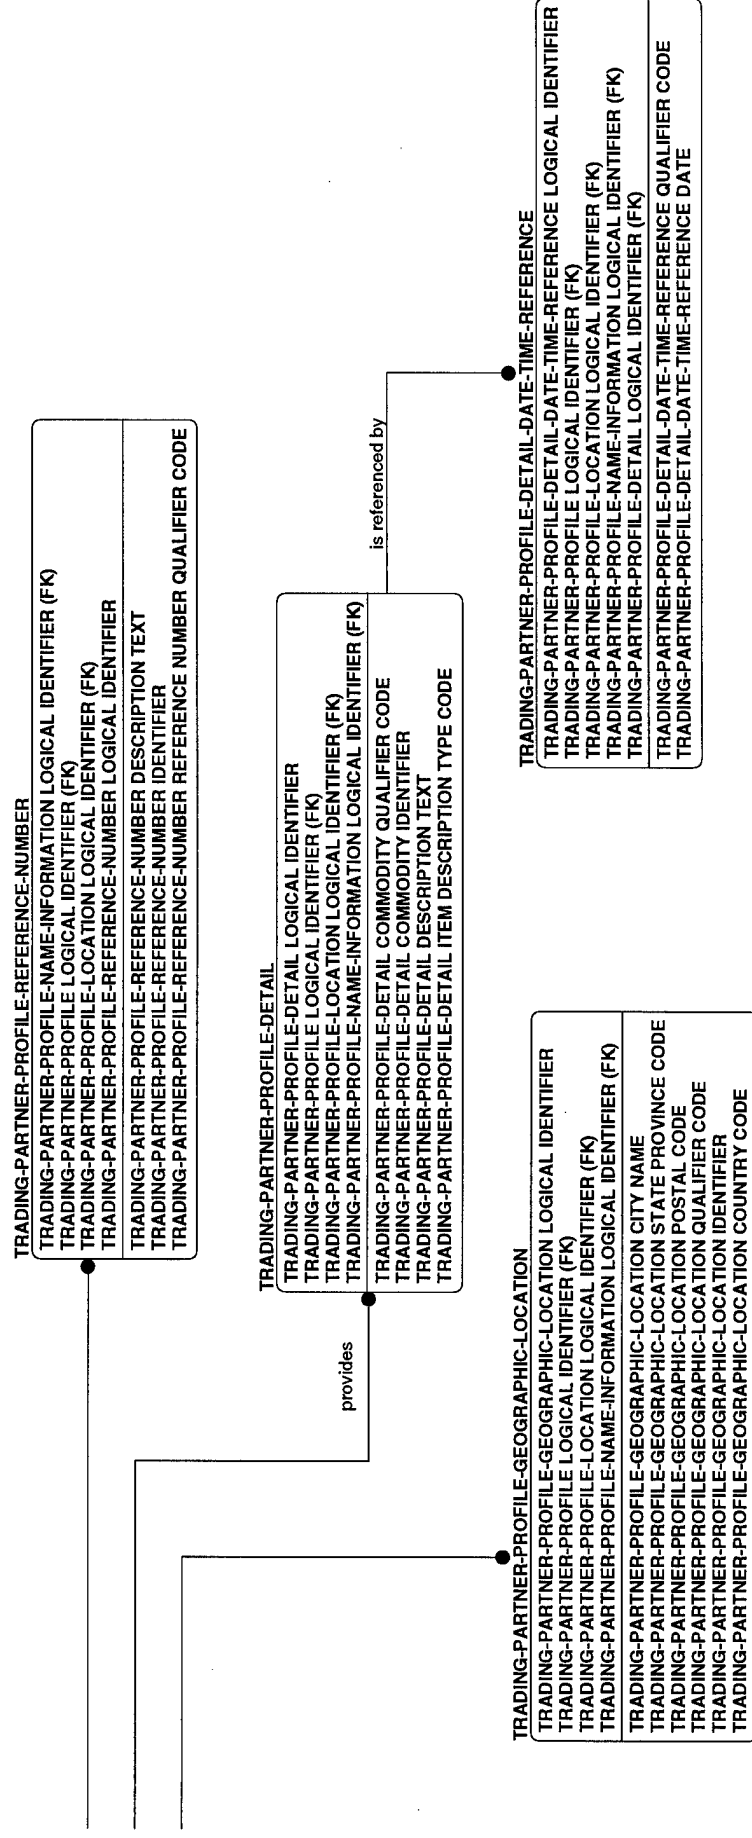 TRADING-PARTNER-PROFILE-REFERENCE-NUMBER
TRADING-PARTNER-PROFILE-NAME-INFORMATION LOGICAL IDENTIFIER (FK)
TRADING-PARTNER-PROFILE LOGICAL IDENTIFIER (FK)
TRADING-PARTNER-PROFILE-LOCATION LOGICAL IDENTIFIER (FK)
TRADING-PARTNER-PROFILE-REFERENCE-NUMBER LOGICAL IDENTIFIER
TRADING-PARTNER-PROFILE-REFERENCE-NUMBER DESCRIPTION TEXT
TRADING-PARTNER-PROFILE-REFERENCE-NUMBER IDENTIFIER
TRADING-PARTNER-PROFILE-REFERENCE-NUMBER REFERENCE NUMBER QUALIFIER CODE
provides
TRADING-PARTNER-PROFILE-DETAIL
TRADING-PARTNER-PROFILE-DETAIL LOGICAL IDENTIFIER
TRADING-PARTNER-PROFILE LOGICAL IDENTIFIER (FK)
TRADING-PARTNER-PROFILE-LOCATION LOGICAL IDENTIFIER (FK)
TRADING-PARTNER-PROFILE-NAME-INFORMATION LOGICAL IDENTIFIER (FK)
TRADING-PARTNER-PROFILE-DETAIL COMMODITY QUALIFIER CODE
TRADING-PARTNER-PROFILE-DETAIL COMMODITY IDENTIFIER
TRADING-PARTNER-PROFILE-DETAIL DESCRIPTION TEXT
TRADING-PARTNER-PROFILE-DETAIL ITEM DESCRIPTION TYPE CODE
is referenced by
TRADING-PARTNER-PROFILE-GEOGRAPHIC-LOCATION
TRADING-PARTNER-PROFILE-GEOGRAPHIC-LOCATION LOGICAL IDENTIFIER
TRADING-PARTNER-PROFILE LOGICAL IDENTIFIER (FK)
TRADING-PARTNER-PROFILE-LOCATION LOGICAL IDENTIFIER (FK)
TRADING-PARTNER-PROFILE-NAME-INFORMATION LOGICAL IDENTIFIER (FK)
TRADING-PARTNER-PROFILE-GEOGRAPHIC-LOCATION CITY NAME
TRADING-PARTNER-PROFILE-GEOGRAPHIC-LOCATION STATE PROVINCE CODE
TRADING-PARTNER-PROFILE-GEOGRAPHIC-LOCATION POSTAL CODE
TRADING-PARTNER-PROFILE-GEOGRAPHIC-LOCATION QUALIFIER CODE
TRADING-PARTNER-PROFILE-GEOGRAPHIC-LOCATION IDENTIFIER
TRADING-PARTNER-PROFILE-GEOGRAPHIC-LOCATION COUNTRY CODE
TRADING-PARTNER-PROFILE-DETAIL-DATE-TIME-REFERENCE
TRADING-PARTNER-PROFILE-DETAIL-DATE-TIME-REFERENCE LOGICAL IDENTIFIER
TRADING-PARTNER-PROFILE LOGICAL IDENTIFIER (FK)
TRADING-PARTNER-PROFILE-LOCATION LOGICAL IDENTIFIER (FK)
TRADING-PARTNER-PROFILE-NAME-INFORMATION LOGICAL IDENTIFIER (FK)
TRADING-PARTNER-PROFILE-DETAIL LOGICAL IDENTIFIER (FK)
TRADING-PARTNER-PROFILE-DETAIL-DATE-TIME-REFERENCE QUALIFIER CODE
TRADING-PARTNER-PROFILE-DETAIL-DATE-TIME-REFERENCE DATE